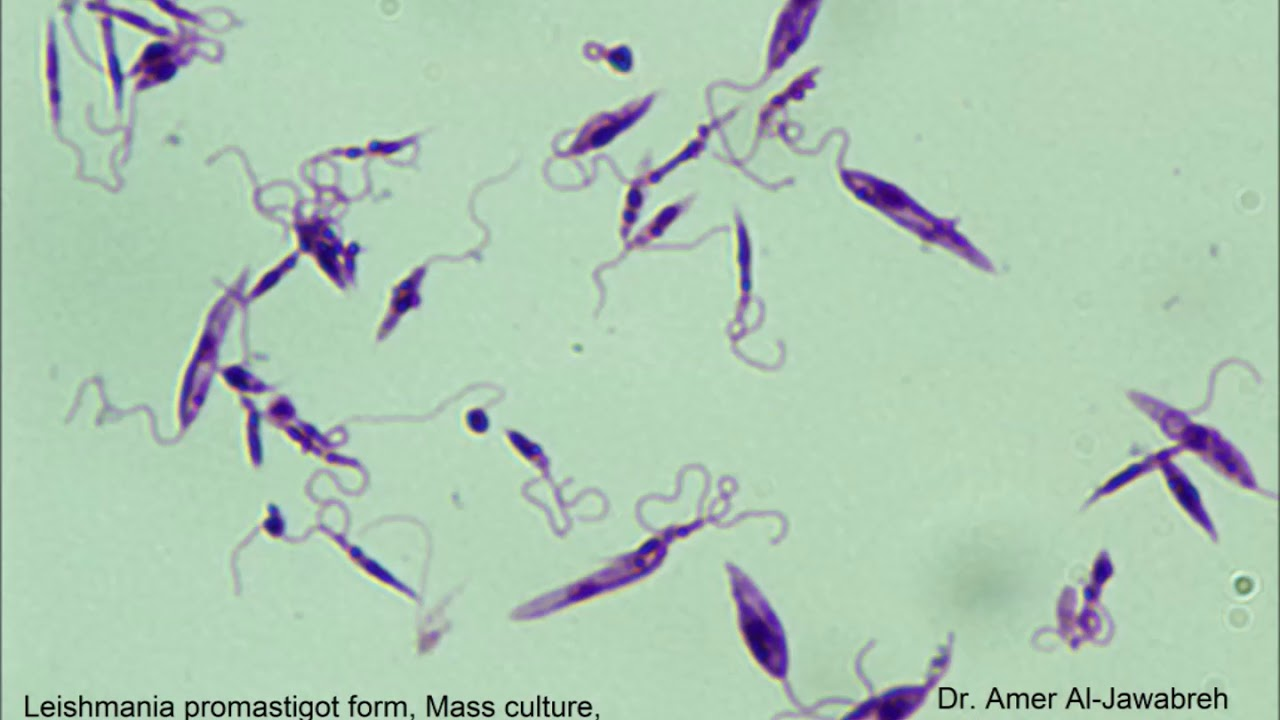 Leishmania promastigot form, Mass culture,
Dr. Amer Al-Jawabreh